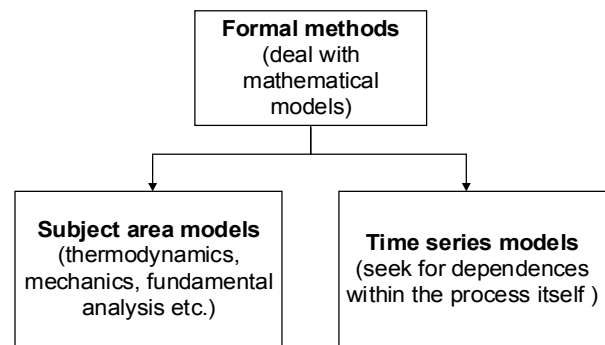 Formal methods
(deal with
mathematical
models)
Subject area models
(thermodynamics,
mechanics, fundamental
analysis etc.)
Time series models
(seek for dependences
within the process itself )